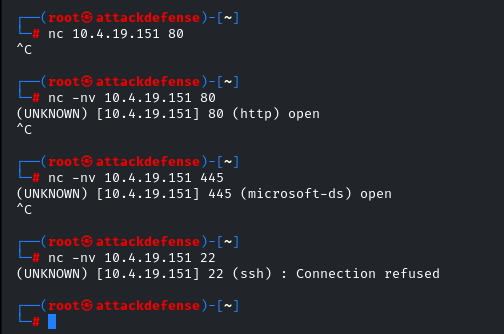 ┌──(root㉿attackdefense)-[~]
└─# nc 10.4.19.151 80
^C
┌──(root㉿attackdefense)-[~]
└─# nc -nv 10.4.19.151 80
(UNKNOWN) [10.4.19.151] 80 (http) open
^C
┌──(root㉿attackdefense)-[~]
└─# nc -nv 10.4.19.151 445
(UNKNOWN) [10.4.19.151] 445 (microsoft-ds) open
^C
┌──(root㉿attackdefense)-[~]
└─# nc -nv 10.4.19.151 22
(UNKNOWN) [10.4.19.151] 22 (ssh) : Connection refused
┌──(root㉿attackdefense)-[~]
└─#